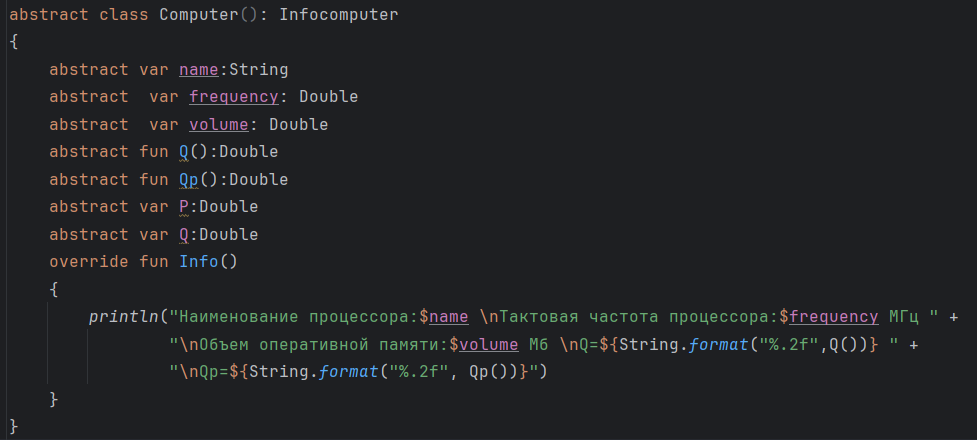 abstract class Computer(): Infocomputer
{
    abstract var name:String
    abstract  var frequency: Double
    abstract  var volume: Double
    abstract fun Q():Double
    abstract fun Qp():Double
    abstract var P:Double
    abstract var Q:Double
    override fun Info()
    {
        println("Наименование процессора:$name \nТактовая частота процессора:$frequency МГц " +
                "\nОбъем оперативной памяти:$volume Мб \nQ=${String.format("%.2f",Q())} " +
                "\nQp=${String.format("%.2f", Qp())}")
    }
}